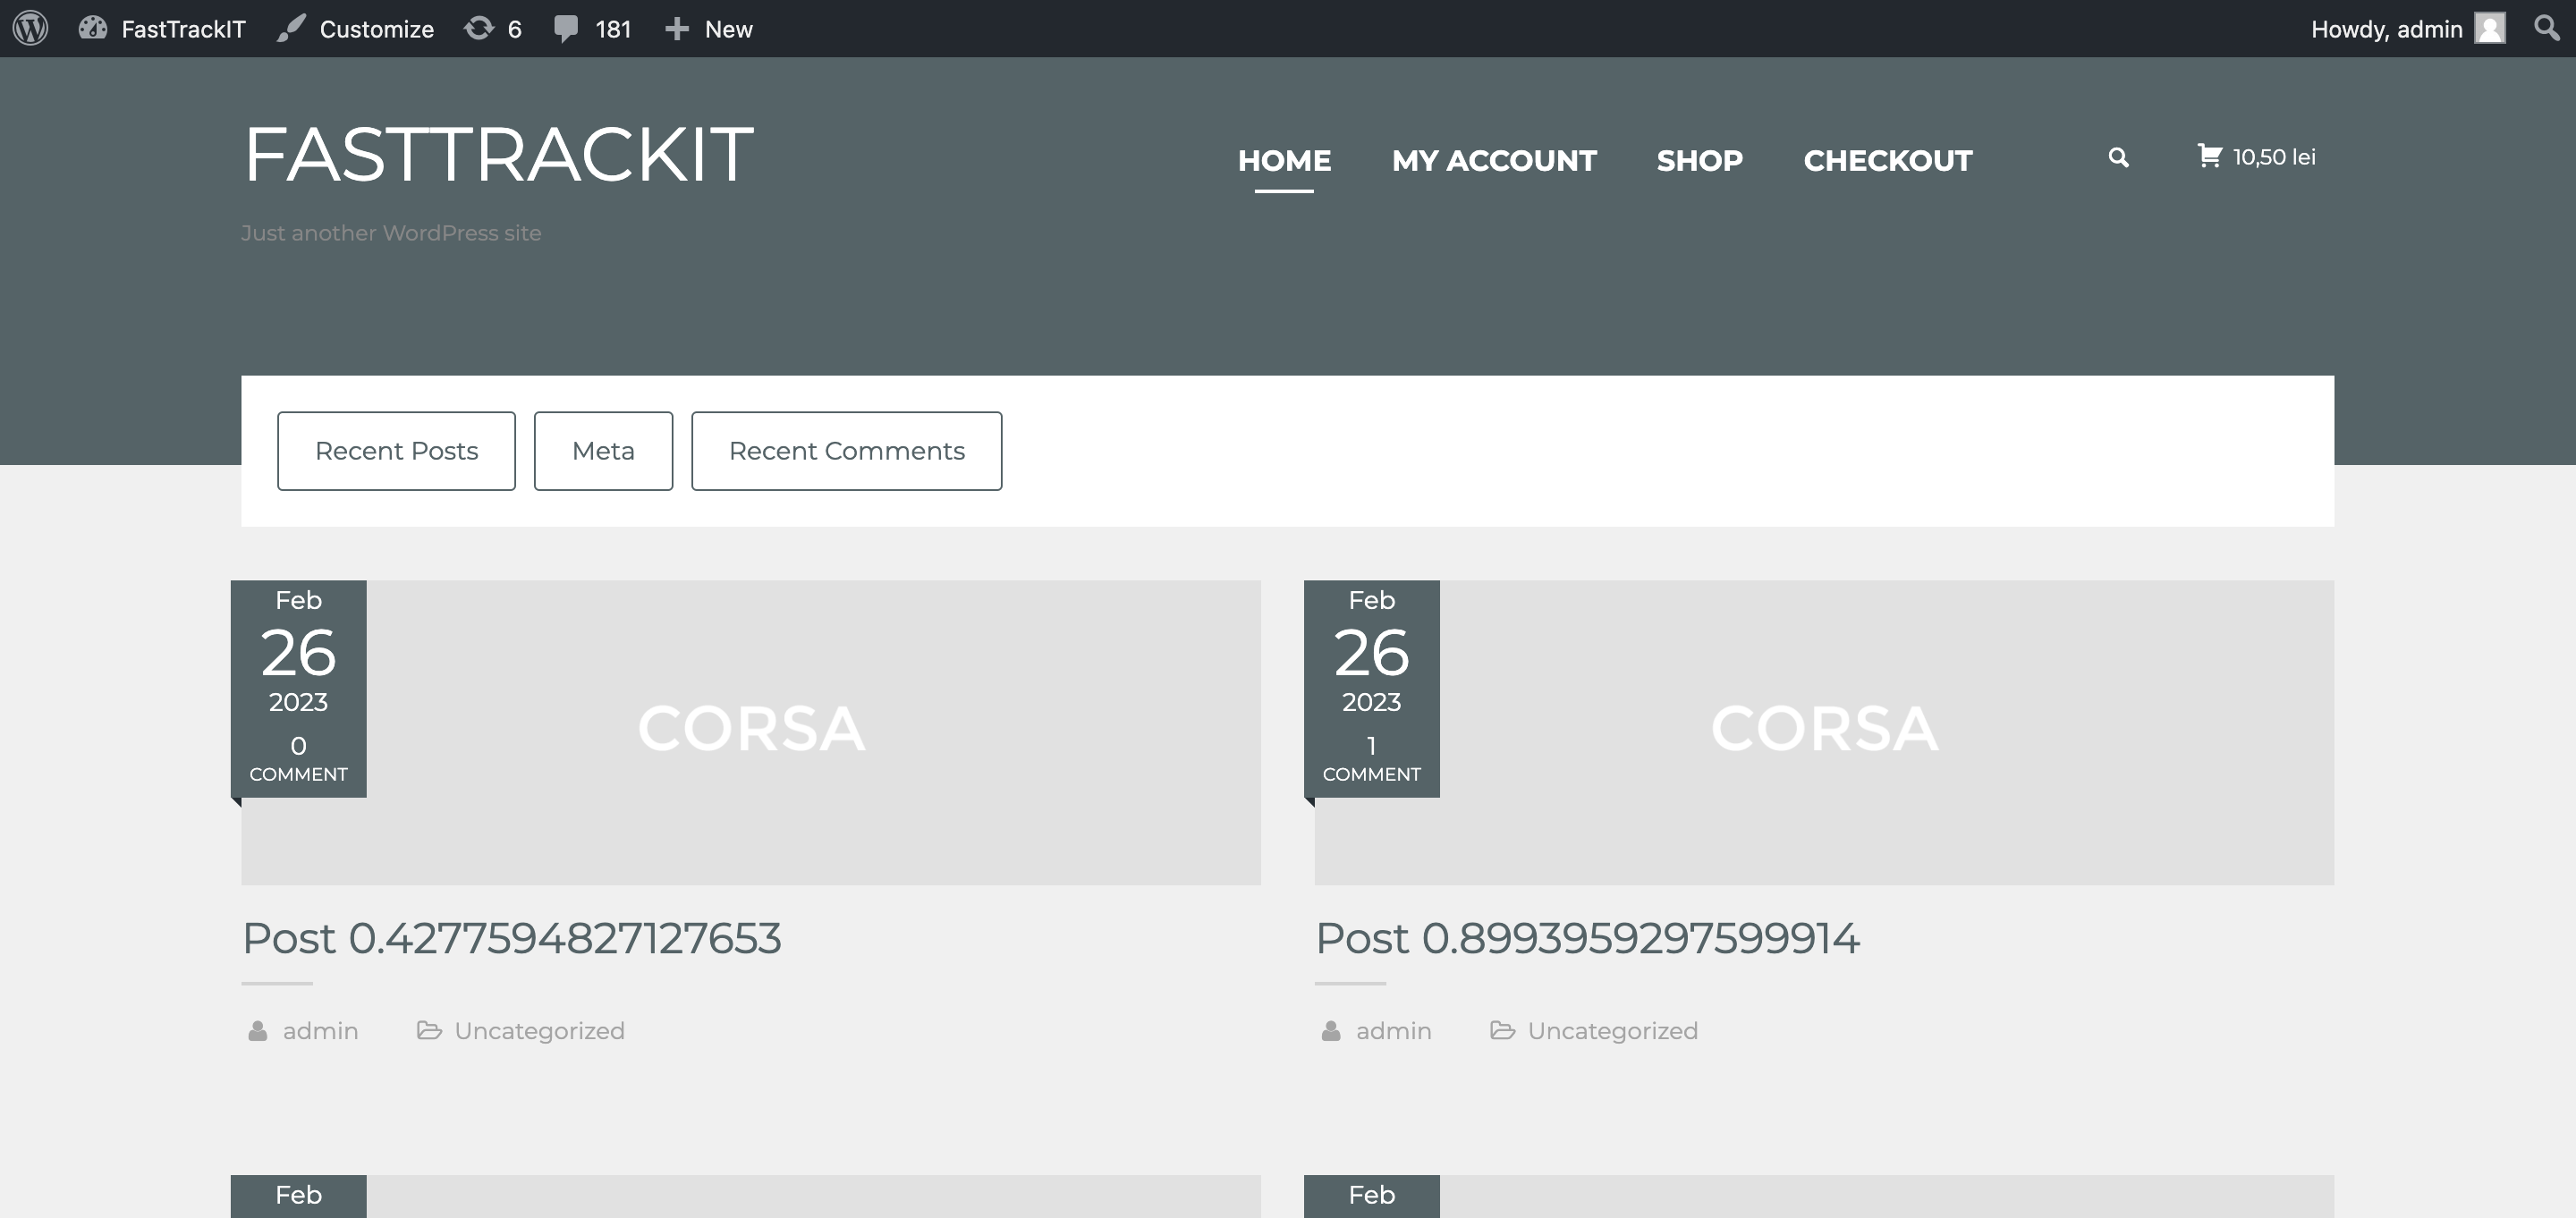 FastTrackIT Customize 6 181 New Howdy, admin
FASTTRACKIT
HOME MY ACCOUNT SHOP CHECKOUT 10,50 lei
Just another WordPress site
Recent Posts Meta Recent Comments
Feb
26
2023
0
COMMENT
CORSA
Post 0.4277594827127653
admin Uncategorized
Feb
26
2023
1
COMMENT
CORSA
Post 0.8993959297599914
admin Uncategorized
Feb
Feb